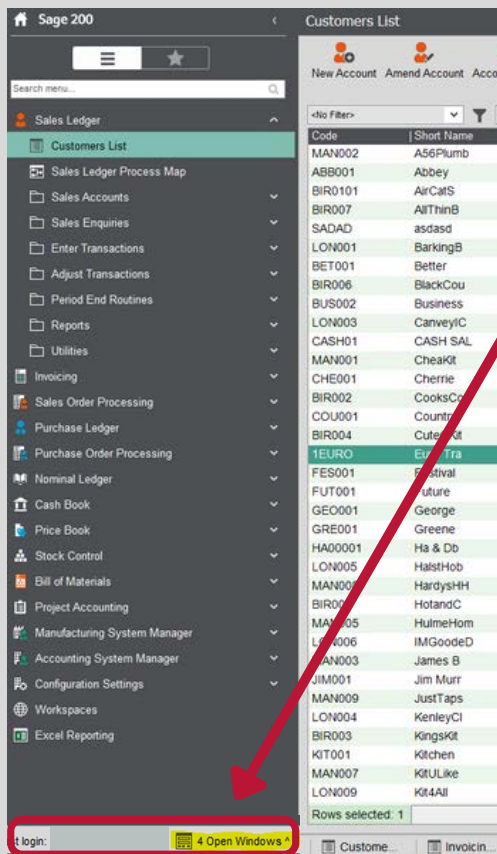 Sage 200
Customers List
New Account Amend Account Acco
Search menu...
Sales Ledger
Customers List
Sales Ledger Process Map
Sales Accounts
Sales Enquiries
Enter Transactions
Adjust Transactions
Period End Routines
Reports
Utilities
Invoicing
Sales Order Processing
Purchase Ledger
Purchase Order Processing
Nominal Ledger
Cash Book
Price Book
Stock Control
Bill of Materials
Project Accounting
Manufacturing System Manager
Accounting System Manager
Configuration Settings
Workspaces
Excel Reporting
t login:
4 Open Windows ^
<No Filter>
Code Short Name
MAN002 A56Plumb
ABB001 Abbey
BIR0101 AirCatS
BIR007 AllThinB
SADAD asdasd
LON001 BarkingB
BET001 Better
BIR006 BlackCou
BUS002 Business
LON003 CanveyIC
CASH01 CASH SAL
MAN001 CheaKit
CHE001 Cherrie
BIR002
COU001
BIR004
1EURO
FES001
FUT001
GEO001 George
GRE001 Greene
HA00001 Ha & Db
LON005 HalstHob
HardysHH
HotandC
HulmeHom
IMGoodeD
James B
JIM001 Jim Murr
MAN009 JustTaps
LON004 KenleyCl
BIR003 KingsKit
KIT001 Kitchen
MAN007 KitULike
LON009 Kit4All
Rows selected: 1
Custome... Invoicin...